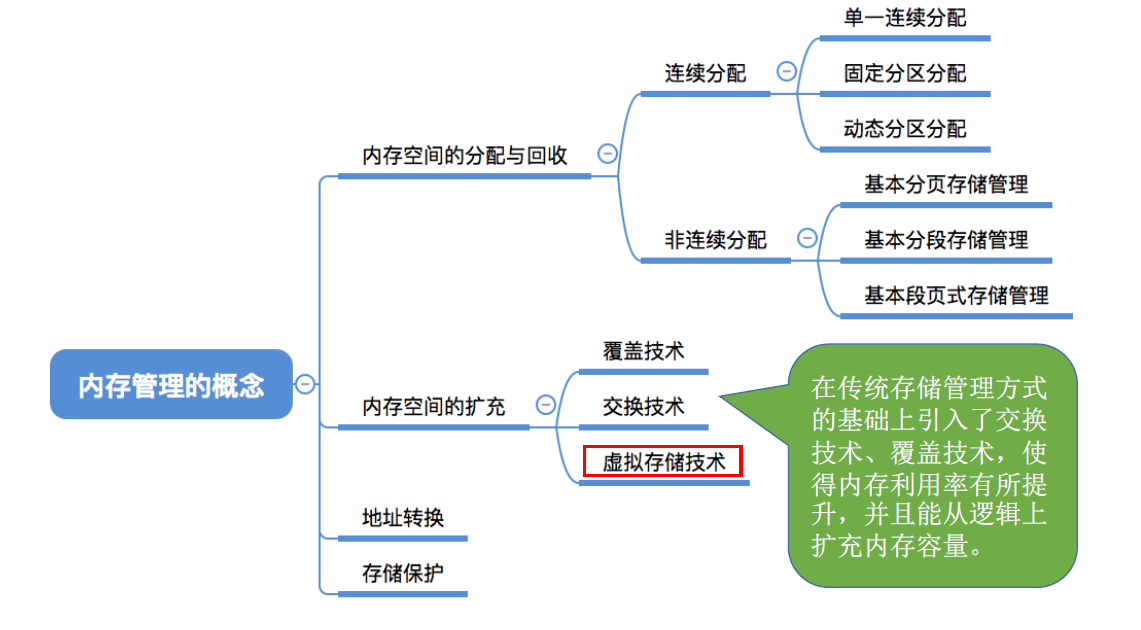 单一连续分配
连续分配
固定分区分配
动态分区分配
内存空间的分配与回收
基本分页存储管理
非连续分配
基本分段存储管理
基本段页式存储管理
内存管理的概念
覆盖技术
内存空间的扩充
交换技术
虚拟存储技术
地址转换
存储保护
在传统存储管理方式
的基础上引入了交换
技术、覆盖技术，使
得内存利用率有所提
升，并且能从逻辑上
扩充内存容量。